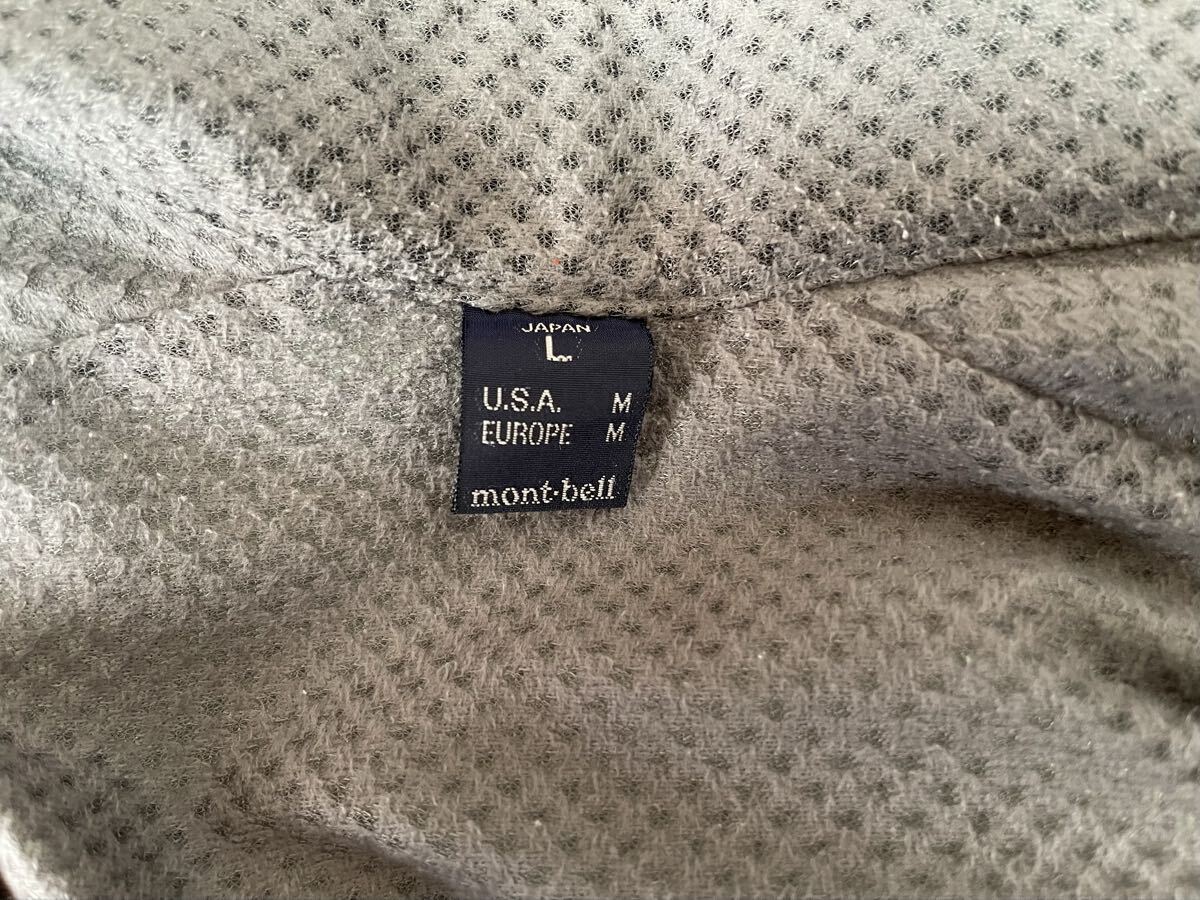 JAPAN
L
U.S.A. M
EUROPE M
mont·bell